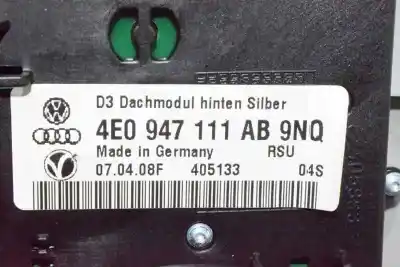 D3 Dachmodul hinten Silber
4E0 947 111 AB 9NQ
Made in Germany RSU
07.04.08F 405133 04S